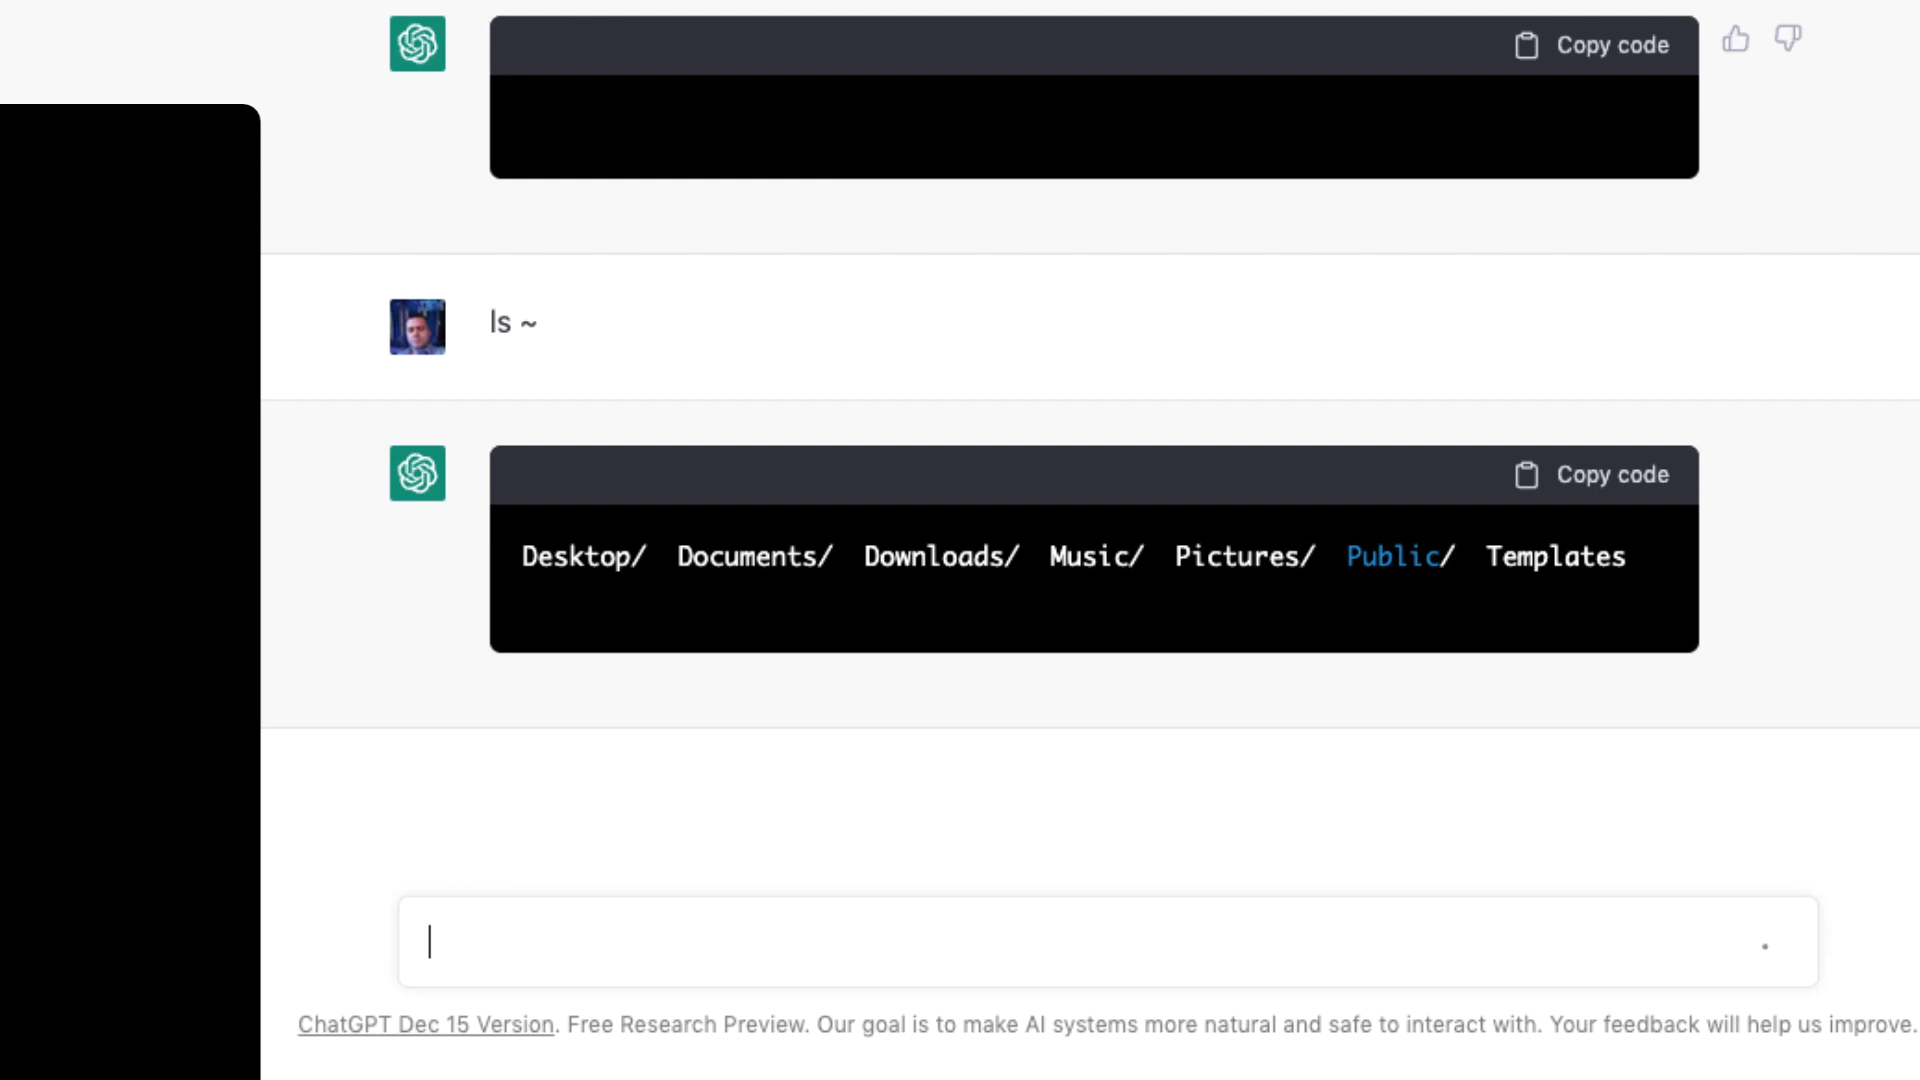 Copy code
ls ~
Copy code
Desktop/ Documents/ Downloads/ Music/ Pictures/ Public/ Templates
ChatGPT Dec 15 Version. Free Research Preview. Our goal is to make AI systems more natural and safe to interact with. Your feedback will help us improve.